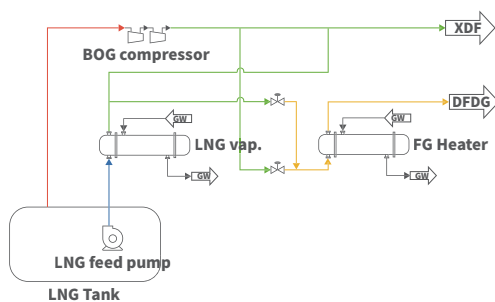 XDF
BOG compressor
DFDG
GW
GW
LNG vap.
FG Heater
GW
GW
LNG feed pump
LNG Tank